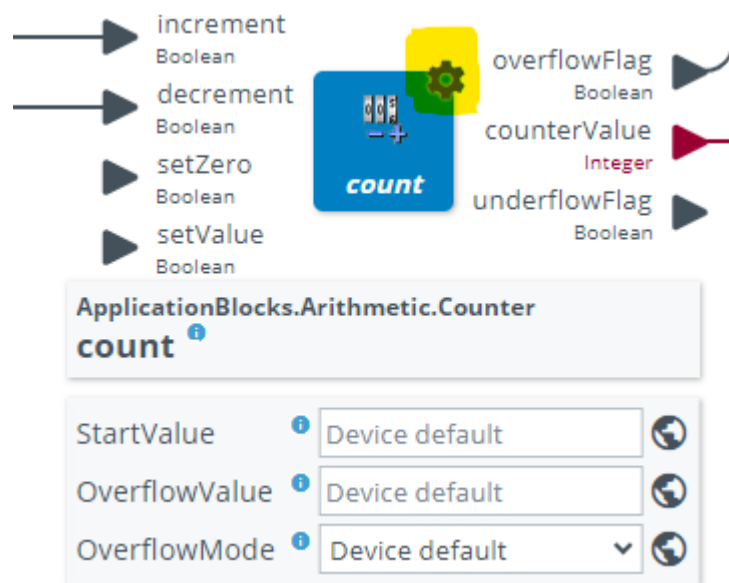 increment
Boolean
decrement
Boolean
setZero
Boolean
setValue
Boolean
count
overflowFlag
Boolean
counterValue
Integer
underflowFlag
Boolean
ApplicationBlocks.Arithmetic.Counter
count
StartValue Device default
OverflowValue Device default
OverflowMode Device default